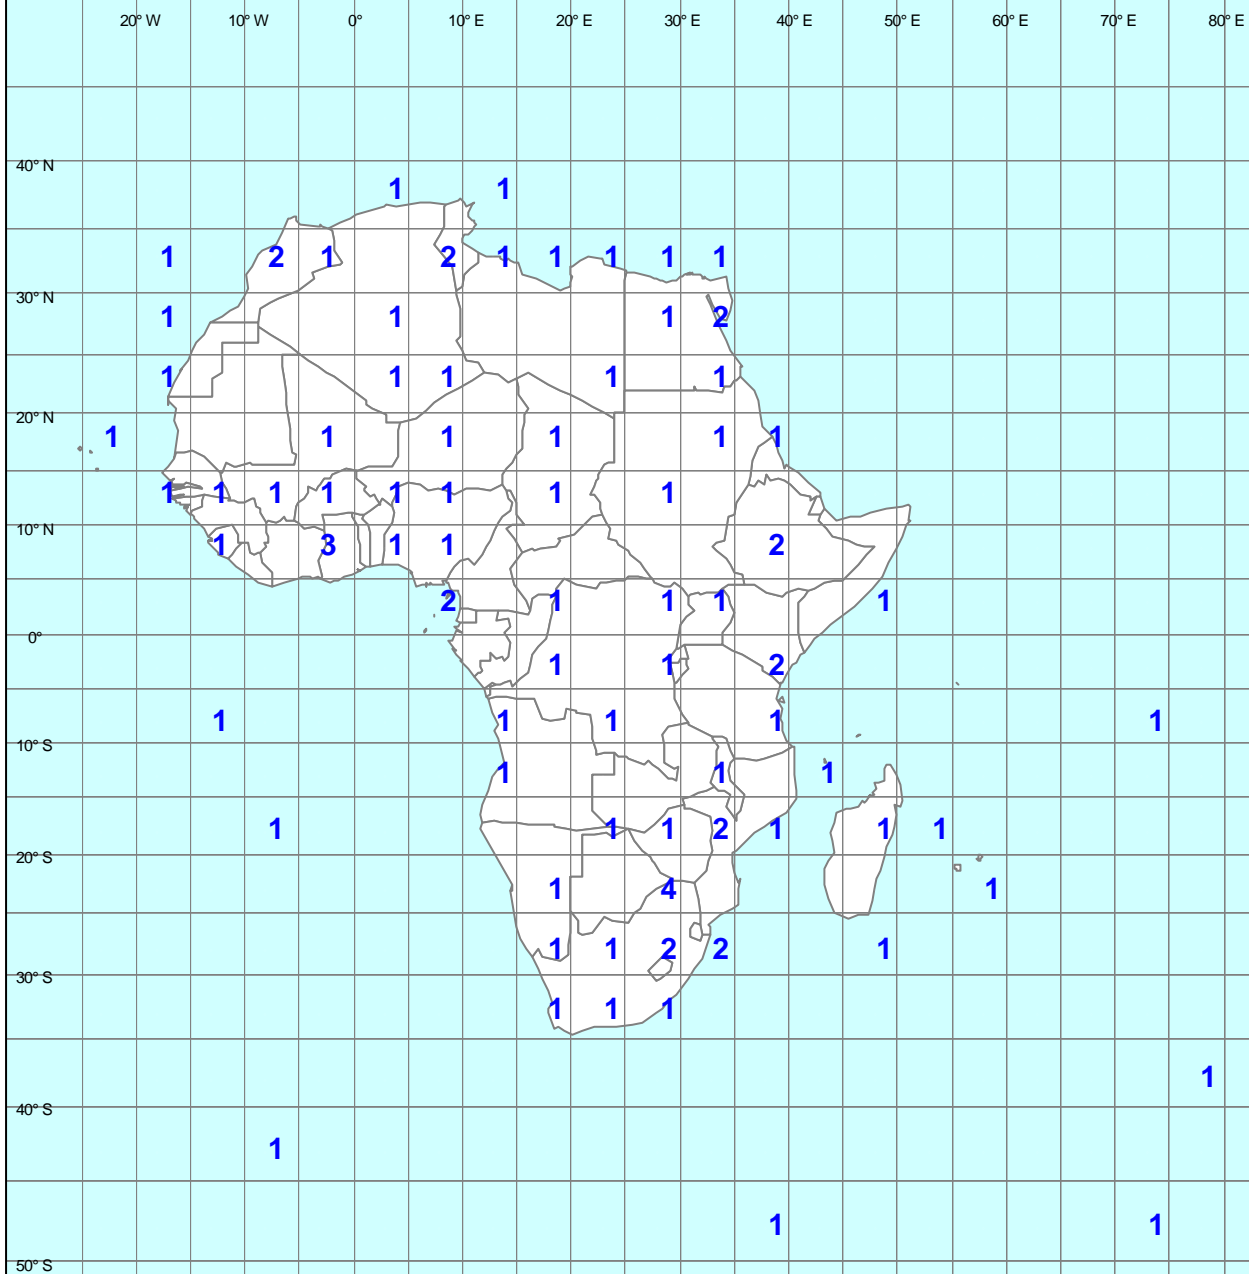 20° W 10° W 0° 10° E 20° E 30° E 40° E 50° E 60° E 70° E 80° E
40° N
1 1
1 2 1 2 1 1 1 1 1
30° N
1 1 1 2
1 1 1 1 1
20° N
1 1 1 1 1 1
1 1 1 1 1 1 1 1
10° N
1 3 1 1 2
2 1 1 1 1
0°
1 1 2
1 1 1 1 1
10° S
1 1 1
1 1 1 2 1 1 1
20° S
1 4 1
1 1 2 2 1
30° S
1 1 1
1
40° S
1
1 1
50° S